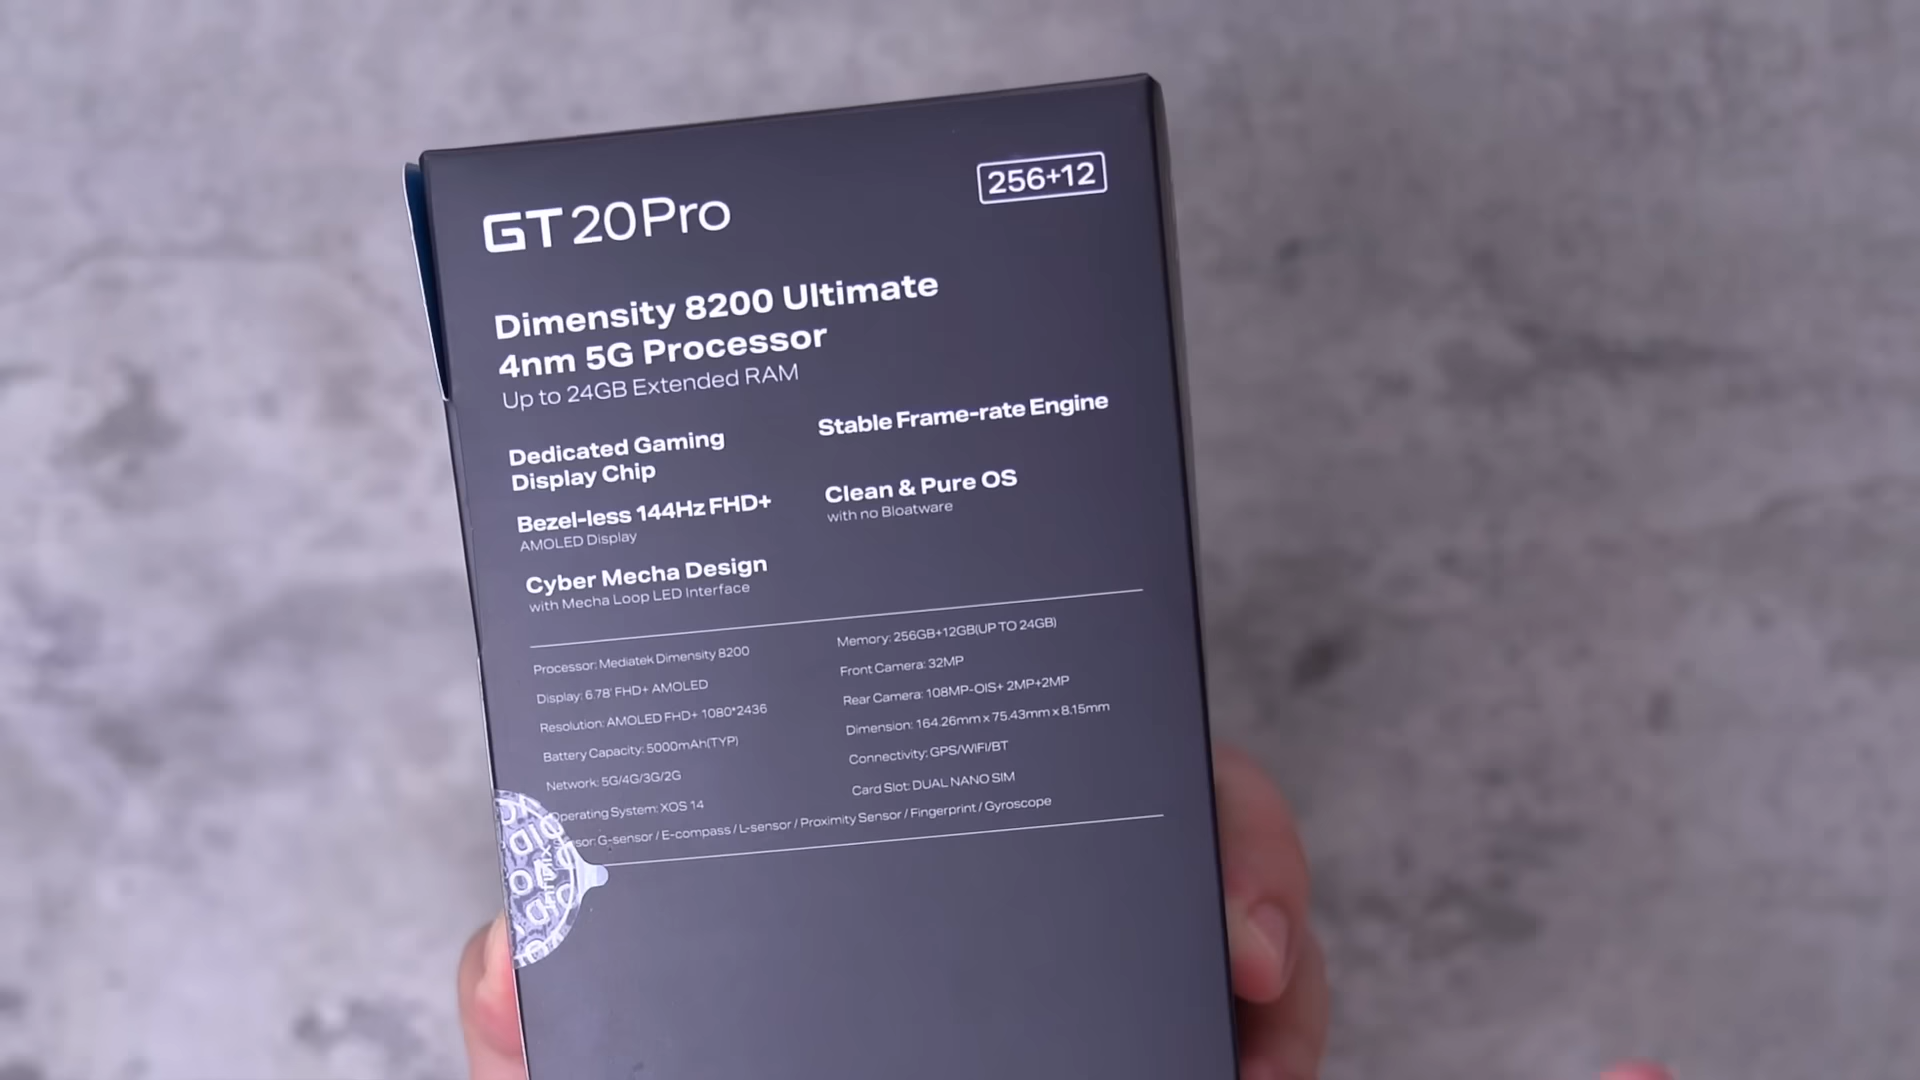 GT 20Pro
256+12
Dimensity 8200 Ultimate
4nm 5G Processor
Up to 24GB Extended RAM
Dedicated Gaming
Display Chip
Stable Frame-rate Engine
Bezel-less 144Hz FHD+
AMOLED Display
Clean & Pure OS
with no Bloatware
Cyber Mecha Design
with Mecha Loop LED Interface
Processor: Mediatek Dimensity 8200
Display: 6.78' FHD+ AMOLED
Resolution: AMOLED FHD+ 1080*2436
Battery Capacity: 5000mAh(TYP)
Network: 5G/4G/3G/2G
Operating System: XOS 14
Memory: 256GB+12GB(UP TO 24GB)
Front Camera: 32MP
Rear Camera: 108MP-OIS+ 2MP+2MP
Dimension: 164.26mm x 75.43mm x 8.15mm
Connectivity: GPS/WIFI/BT
Card Slot: DUAL NANO SIM
G-sensor / E-compass / L-sensor / Proximity Sensor / Fingerprint / Gyroscope